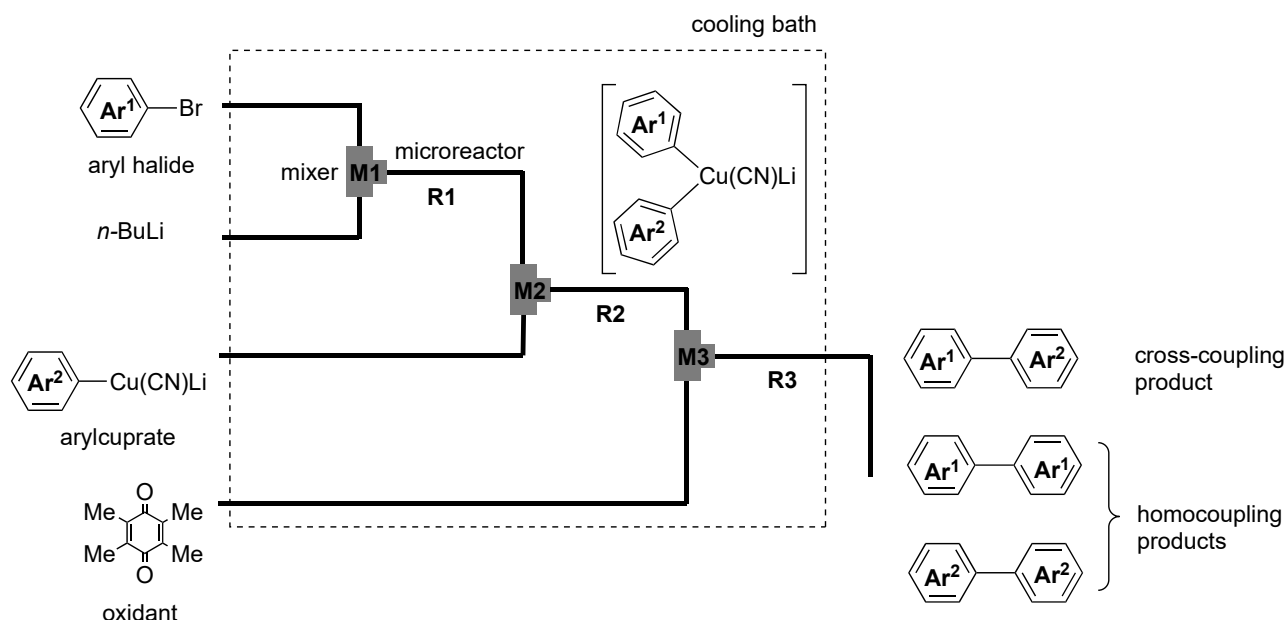 cooling bath
Ar1
Br
aryl halide
mixer
M1
microreactor
R1
n-BuLi
Ar1
Ar2
Cu(CN)Li
M2
R2
Ar2
Cu(CN)Li
arylcuprate
M3
R3
Ar1
Ar2
cross-coupling
product
Ar1
Ar1
Ar2
Ar2
homocoupling
products
O
Me
Me
Me
Me
O
oxidant